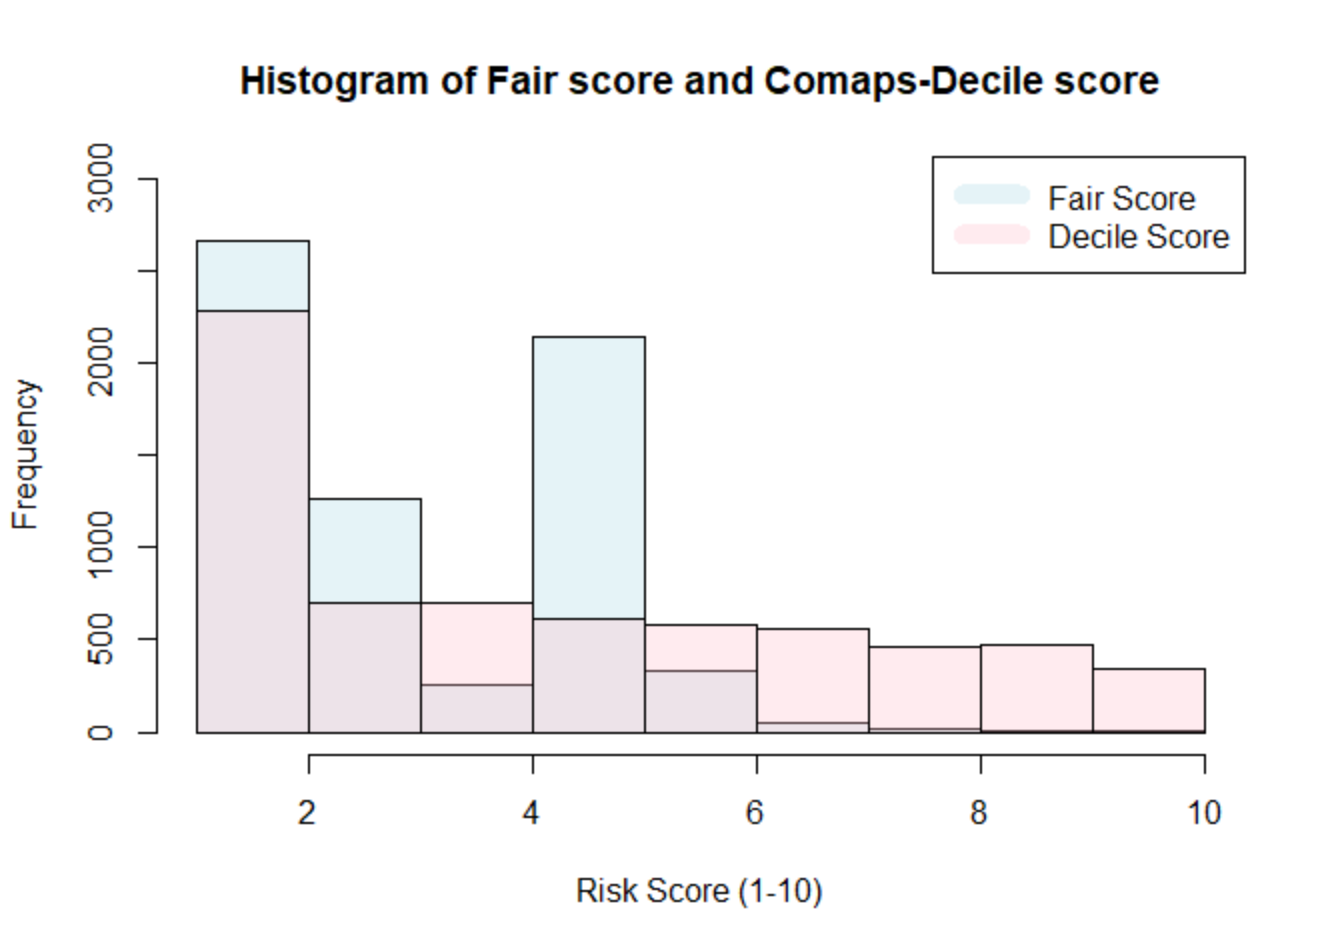 Histogram of Fair score and Comaps-Decile score
Fair Score
Decile Score
3000
2000
1000
500
0
Frequency
2 4 6 8 10
Risk Score (1-10)